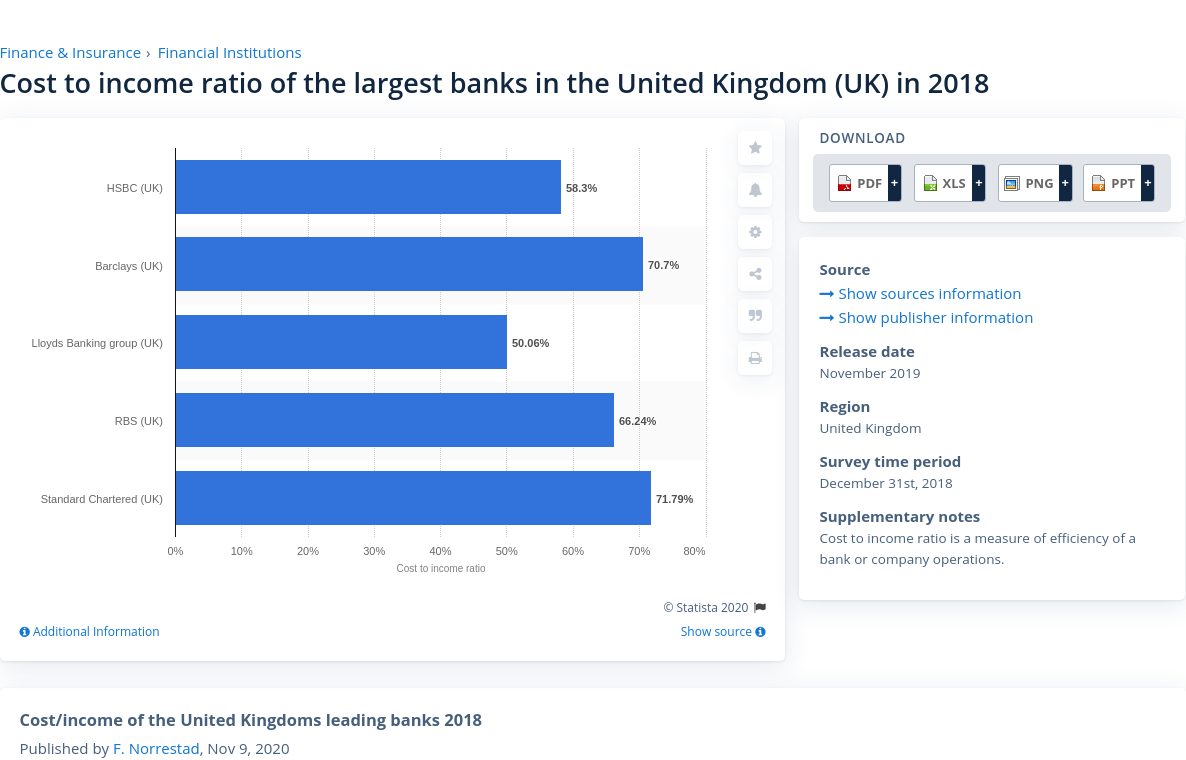 Finance & Insurance › Financial Institutions
Cost to income ratio of the largest banks in the United Kingdom (UK) in 2018
HSBC (UK)
58.3%
Barclays (UK)
70.7%
Lloyds Banking group (UK)
50.06%
RBS (UK)
66.24%
Standard Chartered (UK)
71.79%
0% 10% 20% 30% 40% 50% 60% 70% 80%
Cost to income ratio
© Statista 2020
Additional Information
Show source
DOWNLOAD
PDF + XLS + PNG + PPT +
Source
Show sources information
Show publisher information
Release date
November 2019
Region
United Kingdom
Survey time period
December 31st, 2018
Supplementary notes
Cost to income ratio is a measure of efficiency of a
bank or company operations.
Cost/income of the United Kingdoms leading banks 2018
Published by F. Norrestad, Nov 9, 2020